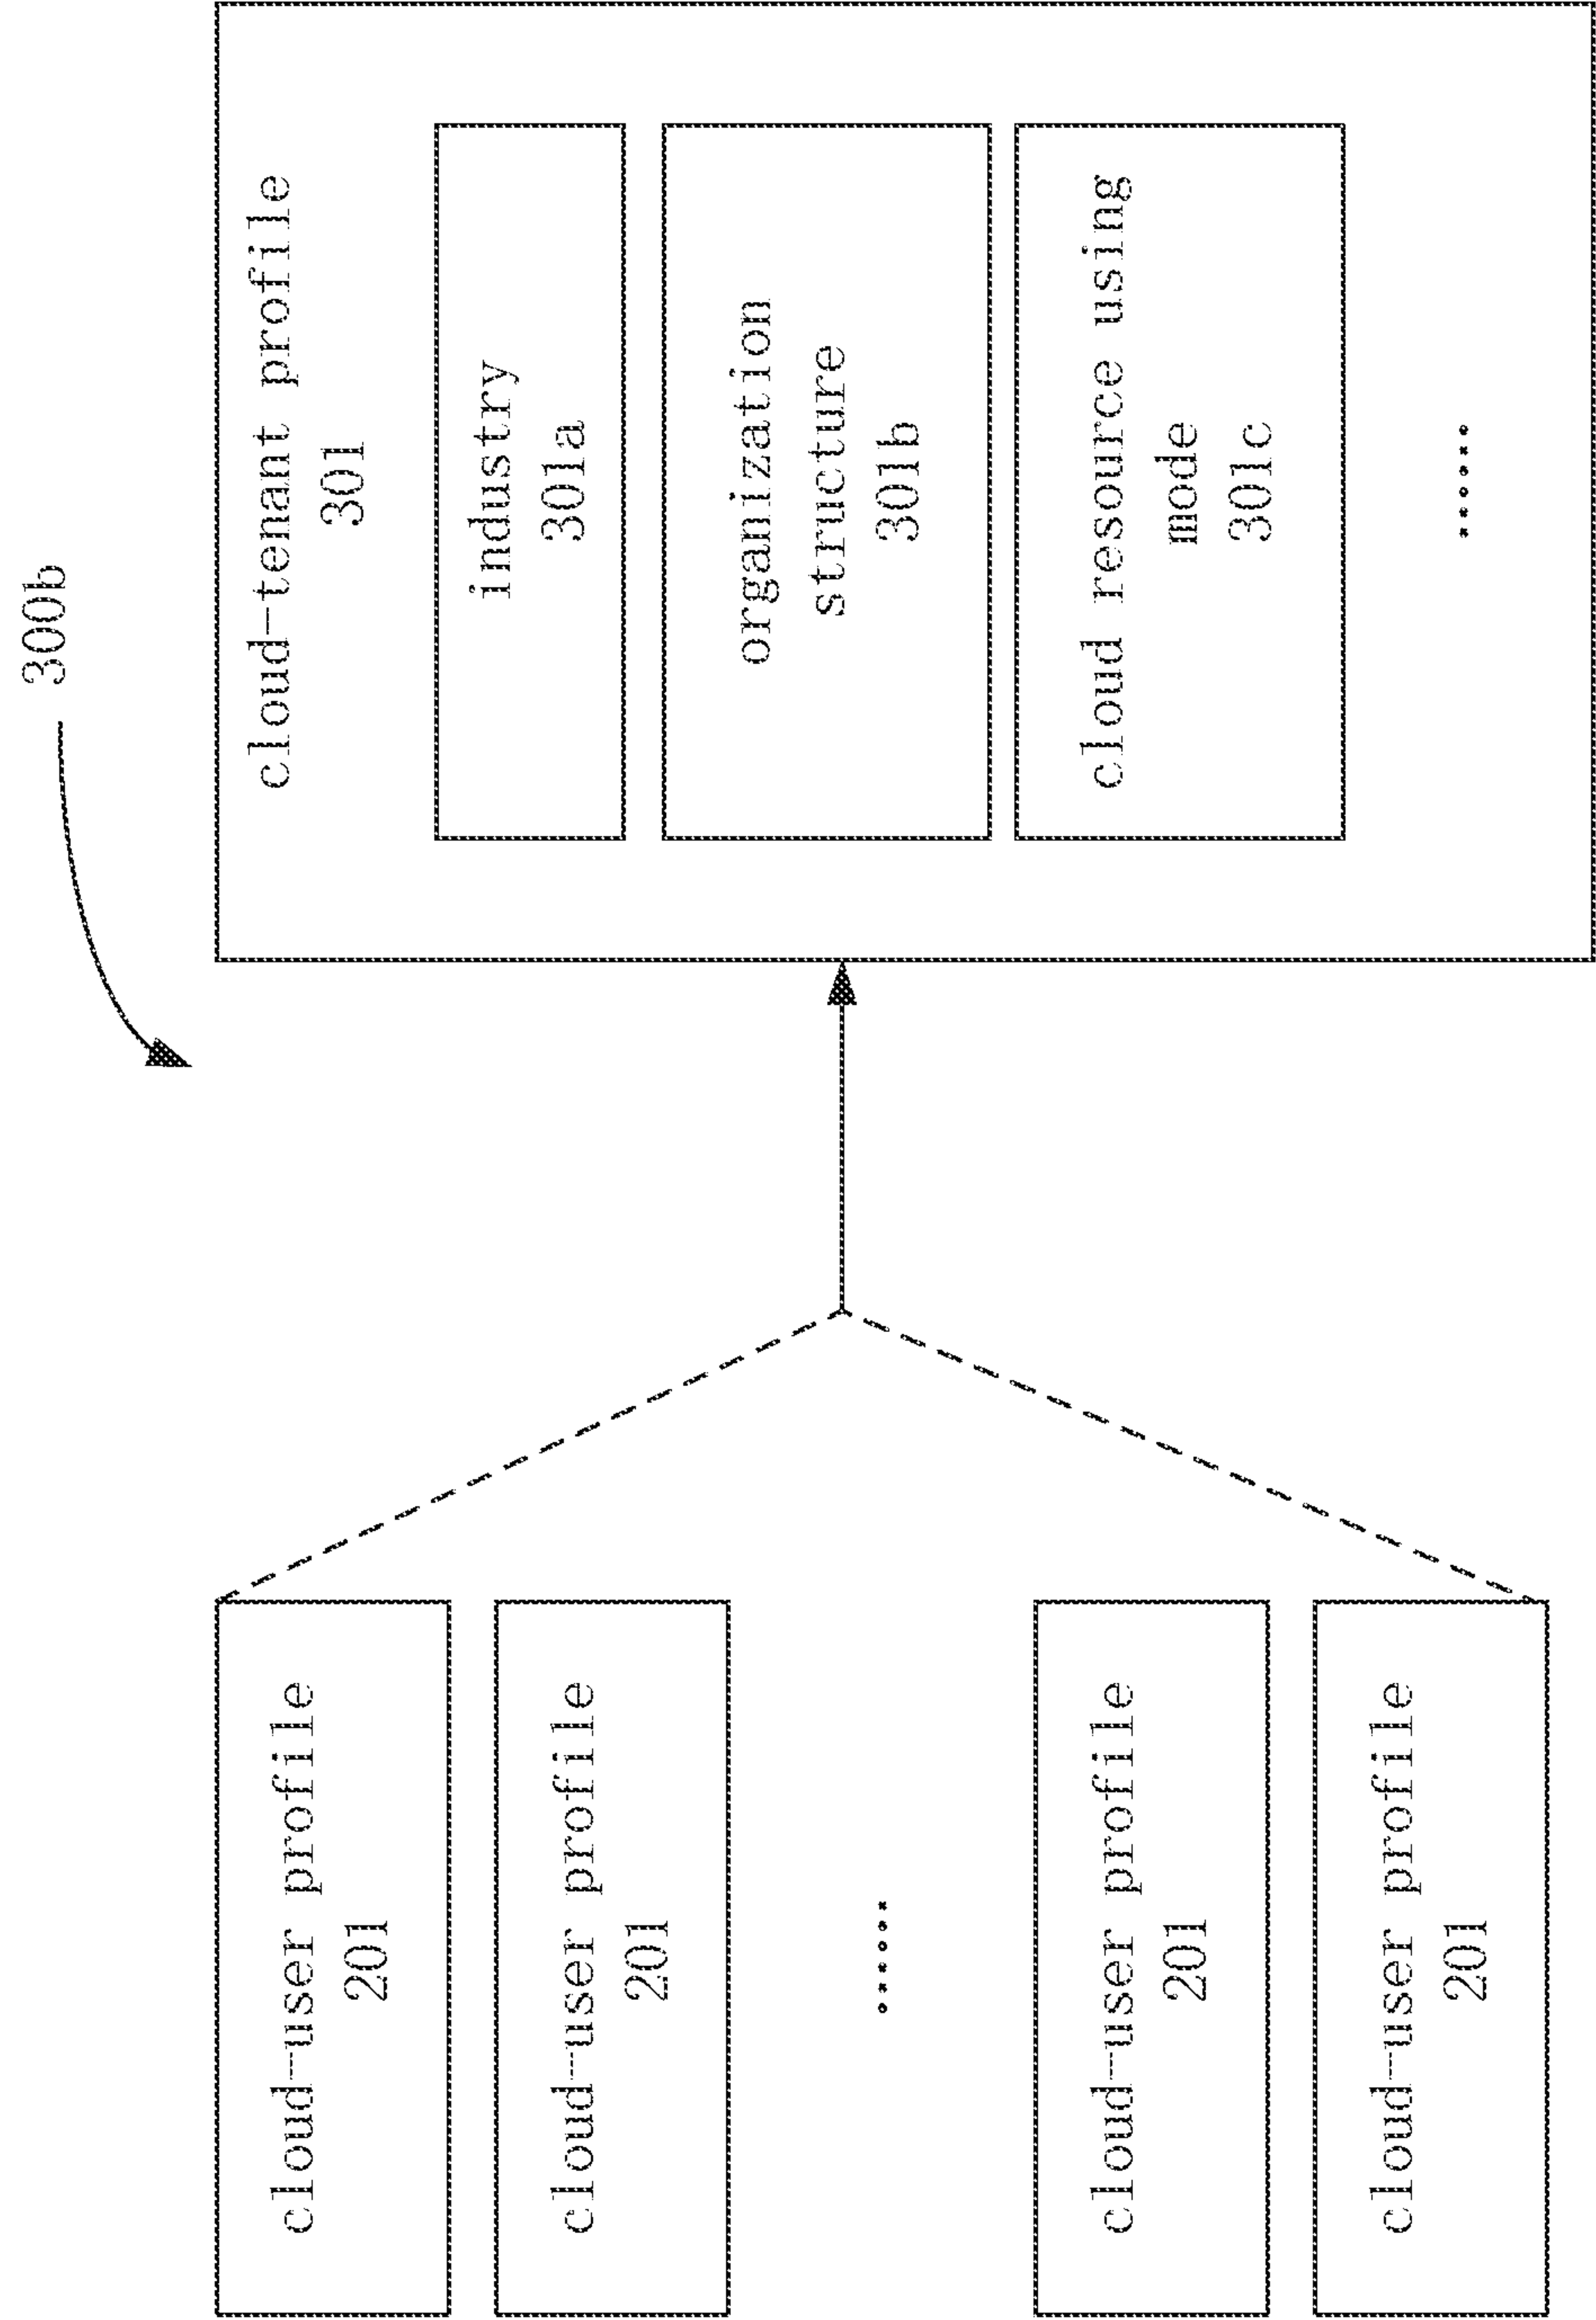 300b
cloud-user profile
201
cloud-user profile
201
......
cloud-user profile
201
cloud-user profile
201
cloud-tenant profile
301
industry
301a
organization
structure
301b
cloud resource using
mode
301c
......